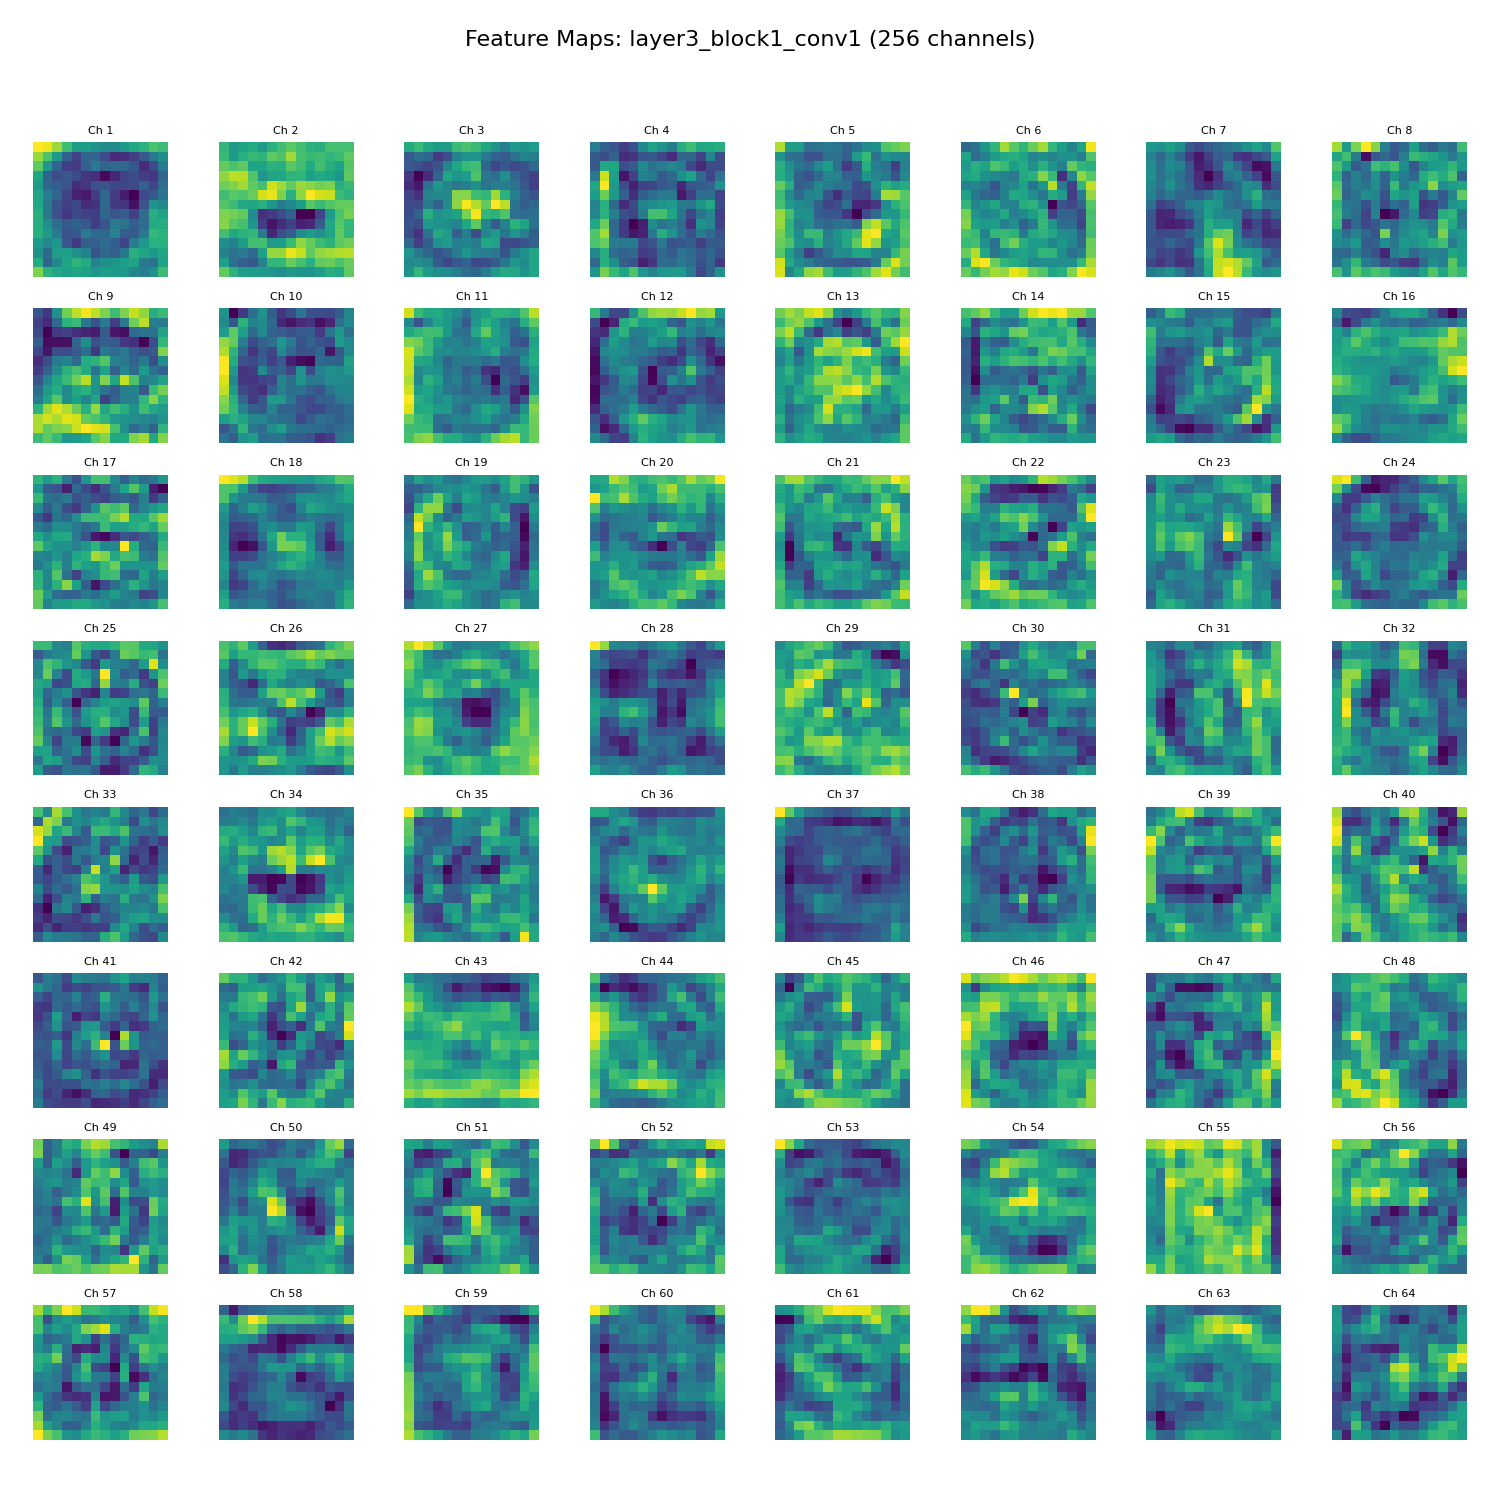 Feature Maps: layer3_block1_conv1 (256 channels)
Ch 1 Ch 2 Ch 3 Ch 4 Ch 5 Ch 6 Ch 7 Ch 8
Ch 9 Ch 10 Ch 11 Ch 12 Ch 13 Ch 14 Ch 15 Ch 16
Ch 17 Ch 18 Ch 19 Ch 20 Ch 21 Ch 22 Ch 23 Ch 24
Ch 25 Ch 26 Ch 27 Ch 28 Ch 29 Ch 30 Ch 31 Ch 32
Ch 33 Ch 34 Ch 35 Ch 36 Ch 37 Ch 38 Ch 39 Ch 40
Ch 41 Ch 42 Ch 43 Ch 44 Ch 45 Ch 46 Ch 47 Ch 48
Ch 49 Ch 50 Ch 51 Ch 52 Ch 53 Ch 54 Ch 55 Ch 56
Ch 57 Ch 58 Ch 59 Ch 60 Ch 61 Ch 62 Ch 63 Ch 64